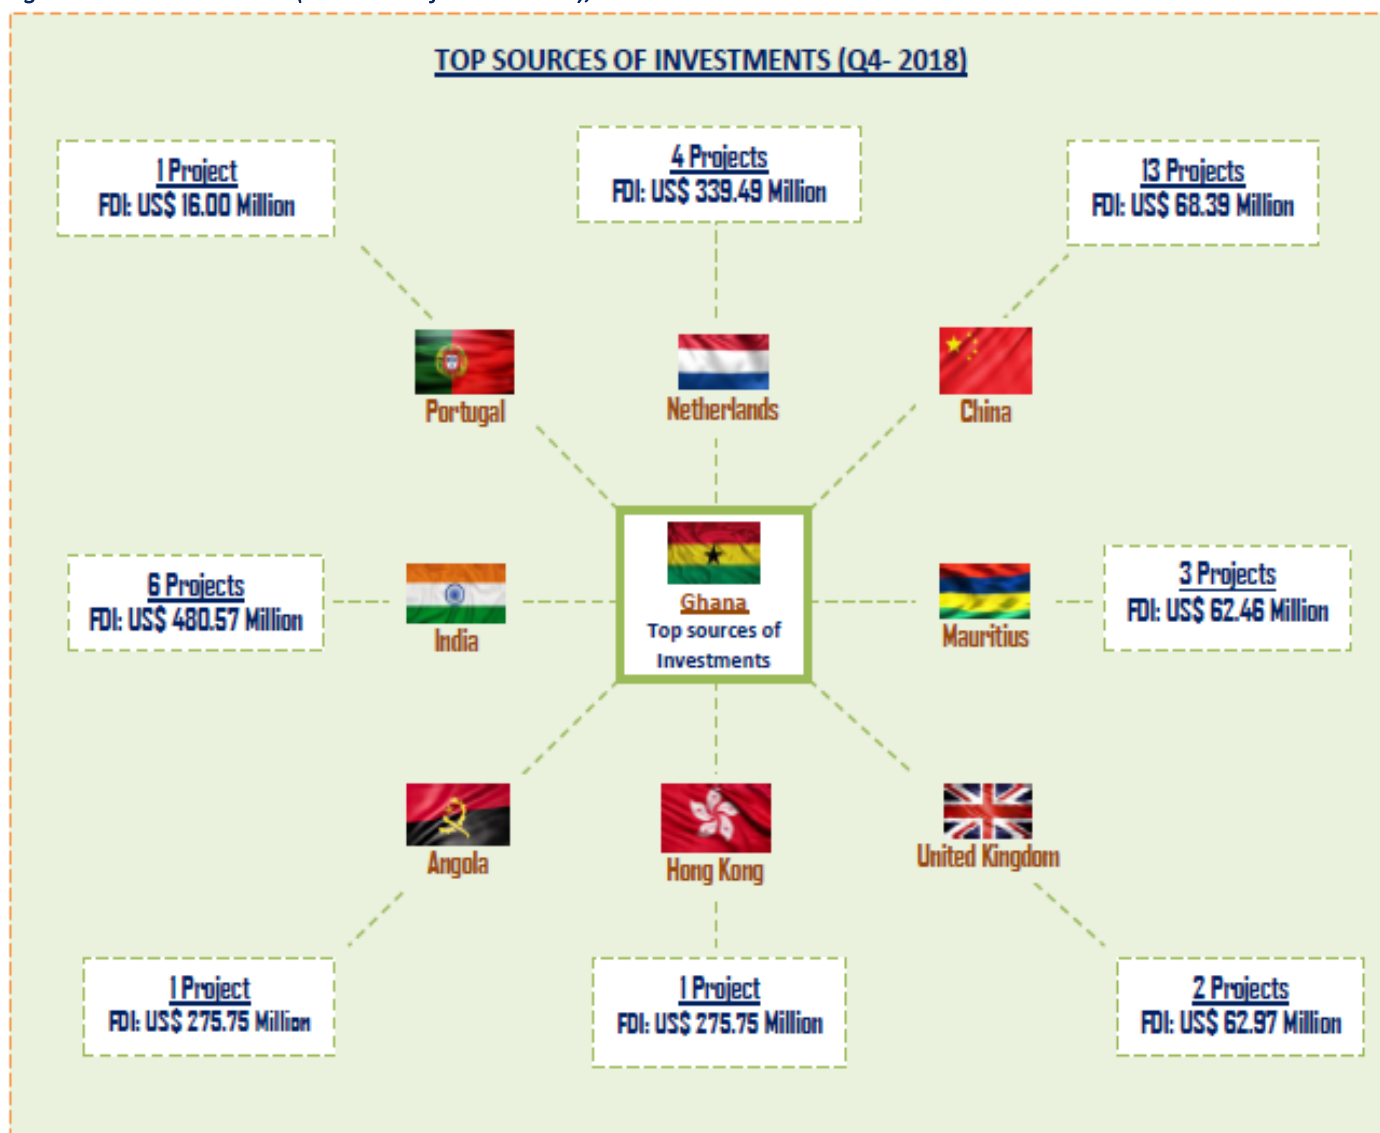 TOP SOURCES OF INVESTMENTS (Q4- 2018)
1 Project
FDI: US$ 16.00 Million
4 Projects
FDI: US$ 339.49 Million
13 Projects
FDI: US$ 68.39 Million
Portugal
Netherlands
China
6 Projects
FDI: US$ 480.57 Million
India
Ghana
Top sources of
Investments
Mauritius
3 Projects
FDI: US$ 62.46 Million
Angola
Hong Kong
United Kingdom
1 Project
FDI: US$ 275.75 Million
1 Project
FDI: US$ 275.75 Million
2 Projects
FDI: US$ 62.97 Million